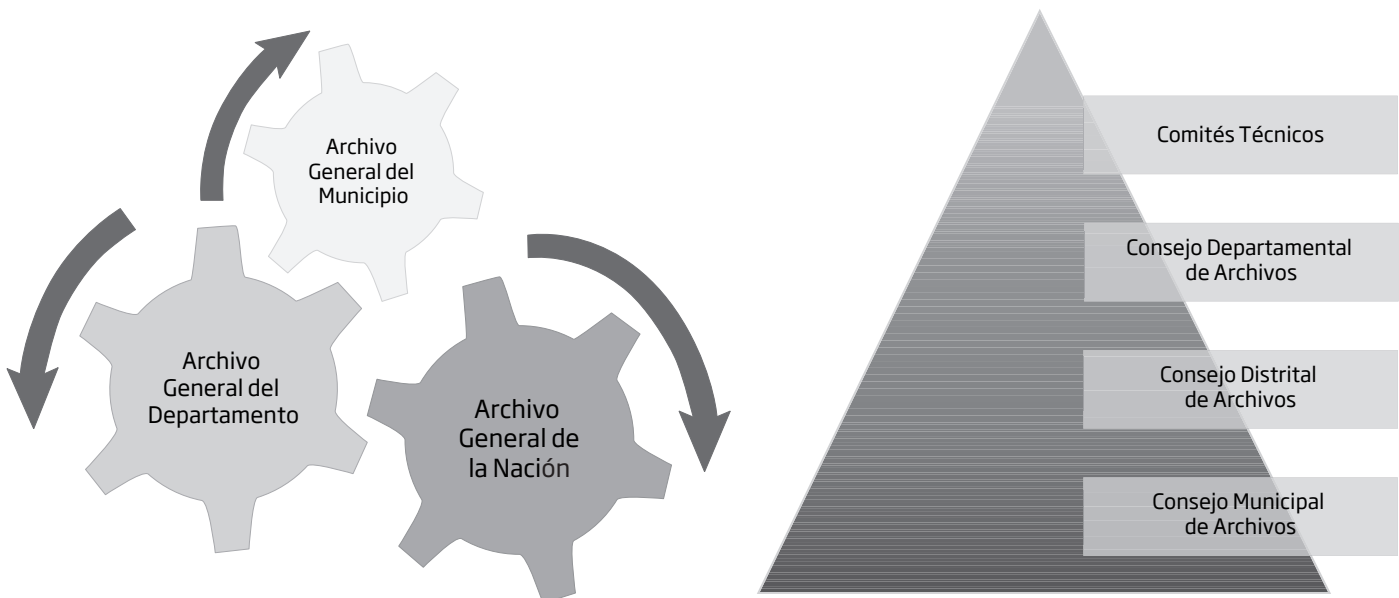 Archivo
General del
Municipio
Archivo
General del
Departamento
Archivo
General de
la Nación
Comités Técnicos
Consejo Departamental
de Archivos
Consejo Distrital
de Archivos
Consejo Municipal
de Archivos